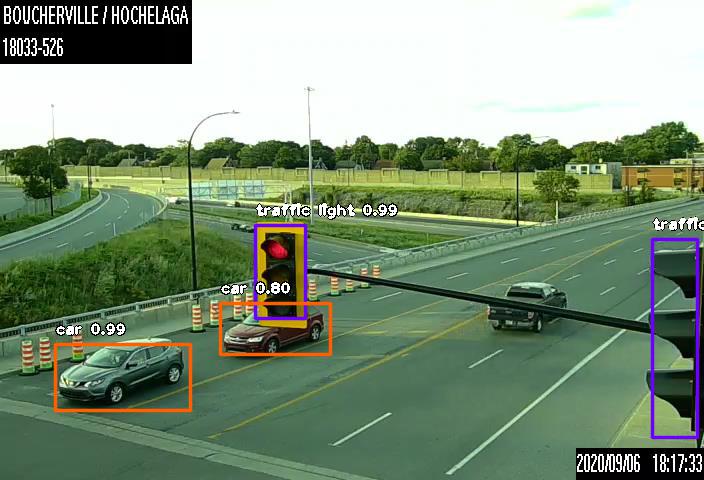 BOUCHERVILLE / HOCHELAGA
18033-526
traffic light 0.99
traffic
car 0.80
car 0.99
2020/09/06 18:17:33